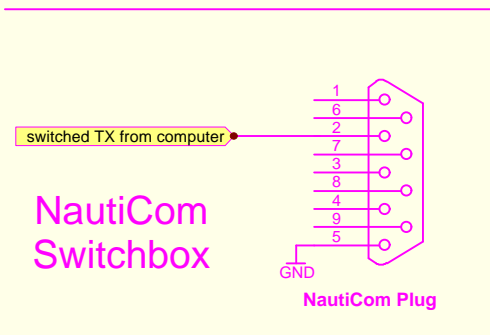 1
6
2
switched TX from computer
7
3
8
4
9
5
NautiCom
Switchbox
GND
NautiCom Plug